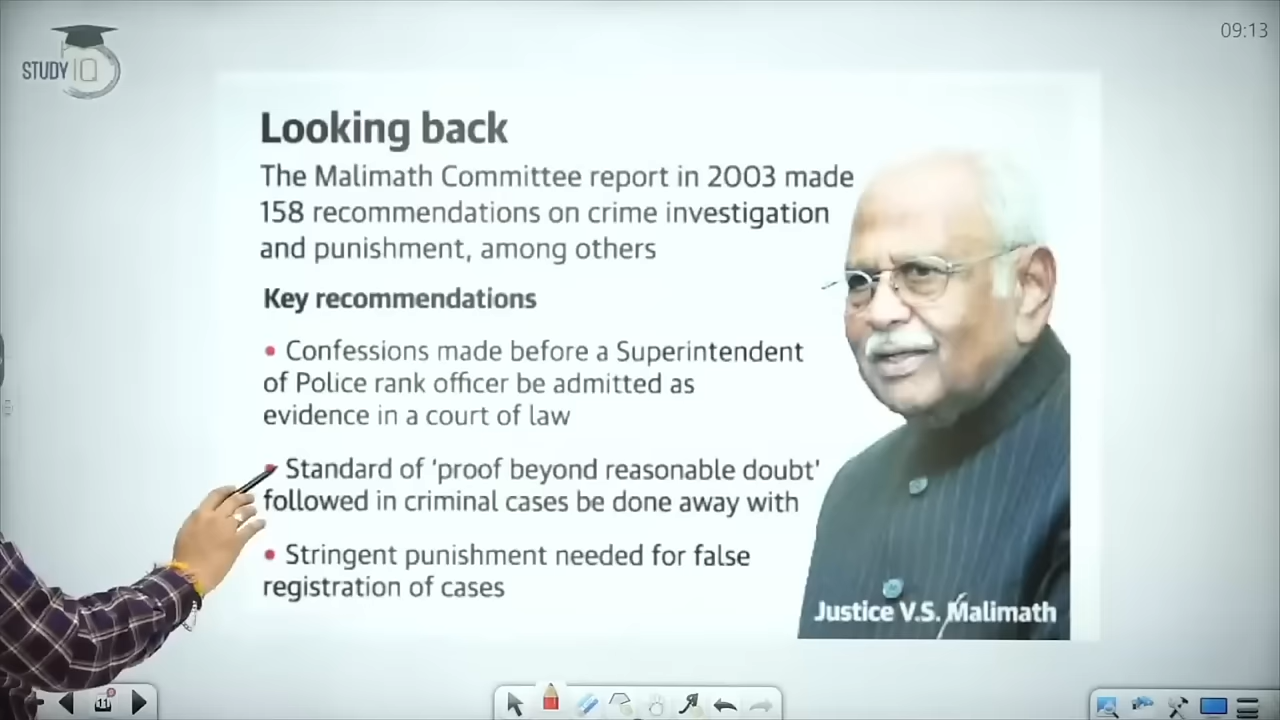 STUDY IQ
09:13
Looking back
The Malimath Committee report in 2003 made
158 recommendations on crime investigation
and punishment, among others
Key recommendations
• Confessions made before a Superintendent
of Police rank officer be admitted as
evidence in a court of law
• Standard of 'proof beyond reasonable doubt'
followed in criminal cases be done away with
• Stringent punishment needed for false
registration of cases
Justice V.S. Malimath
11